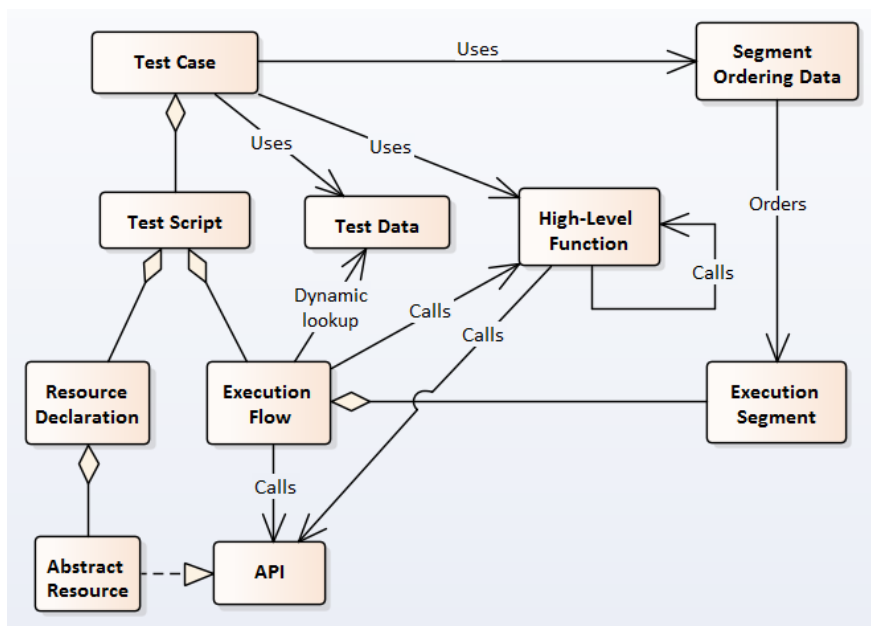 Test Case
Uses
Segment
Ordering Data
Uses
Uses
Test Script
Test Data
High-Level
Function
Orders
Calls
Dynamic
lookup
Calls
Calls
Resource
Declaration
Execution
Flow
Execution
Segment
Calls
Abstract
Resource
API